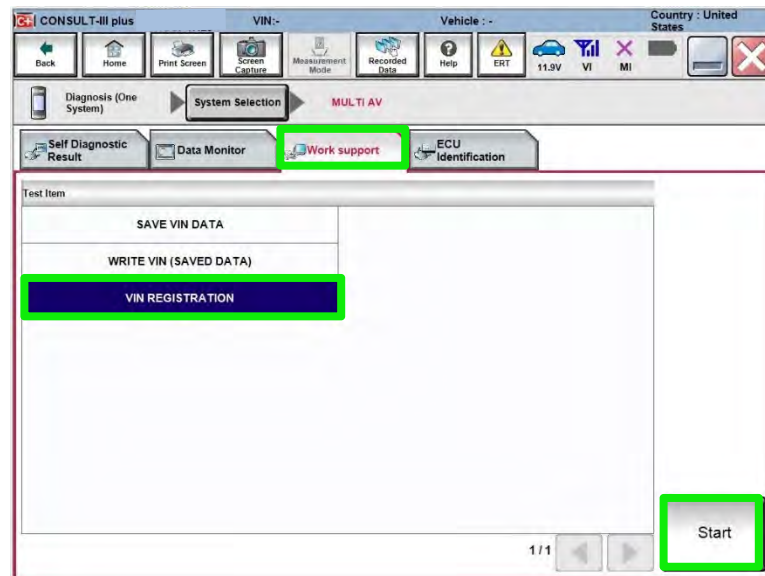 CONSULT-III plus VIN:- Vehicle : - Country : United States
Back
Home
Print Screen
Screen Capture
Measurement Mode
Recorded Data
Help
ERT
11.9V
VI
MI
Diagnosis (One System)
System Selection
MULTI AV
Self Diagnostic Result
Data Monitor
Work support
ECU Identification
Test Item
SAVE VIN DATA
WRITE VIN (SAVED DATA)
VIN REGISTRATION
1/1
Start